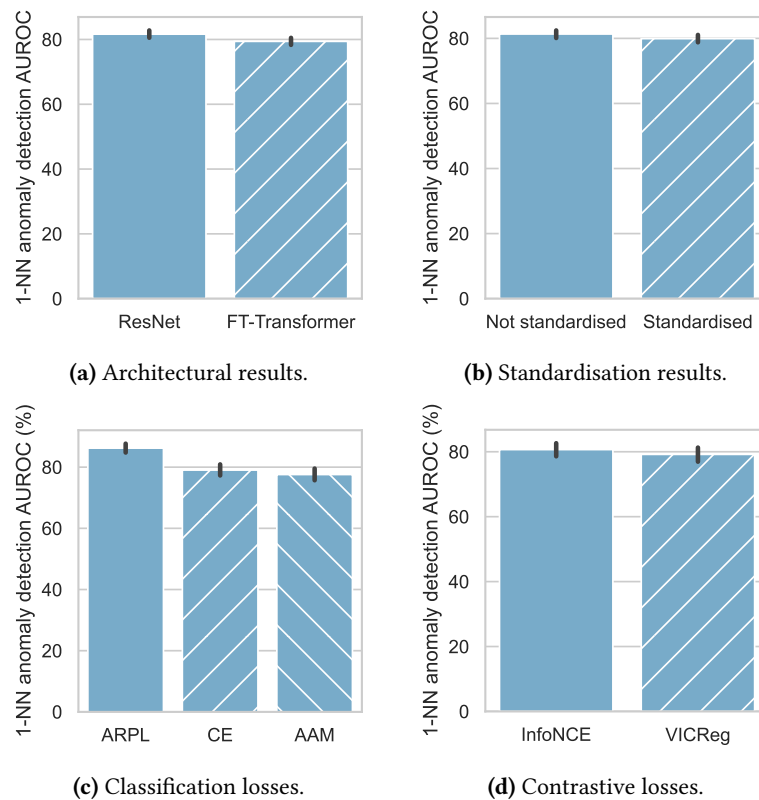 1-NN anomaly detection AUROC
80
60
40
20
0
ResNet FT-Transformer
(a) Architectural results.
1-NN anomaly detection AUROC
80
60
40
20
0
Not standardised Standardised
(b) Standardisation results.
1-NN anomaly detection AUROC (%)
80
60
40
20
0
ARPL CE AAM
(c) Classification losses.
1-NN anomaly detection AUROC (%)
80
60
40
20
0
InfoNCE VICReg
(d) Contrastive losses.